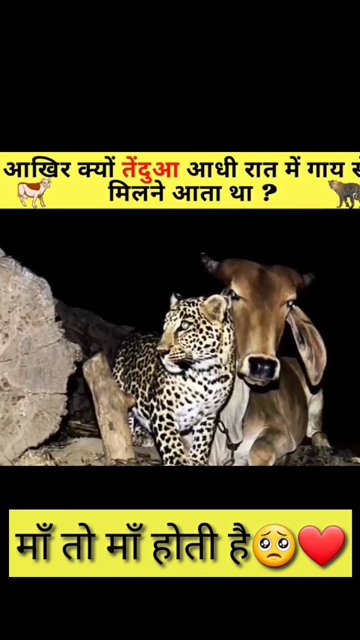 आखिर क्यों तेंदुआ आधी रात में गाय से
मिलने आता था ?
माँ तो माँ होती है🥺❤️